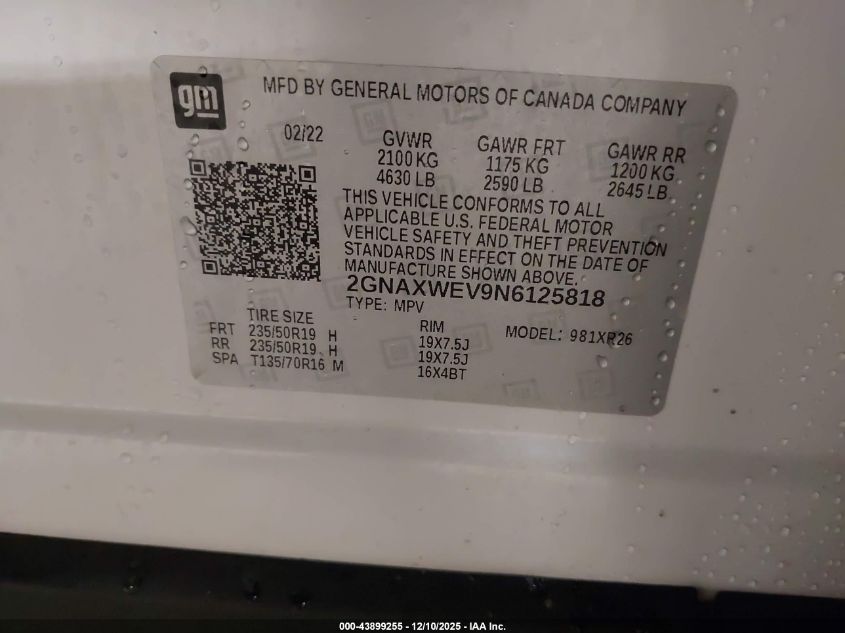 gm
MFD BY GENERAL MOTORS OF CANADA COMPANY
02/22
GVWR
2100 KG
4630 LB
GAWR FRT
1175 KG
2590 LB
GAWR RR
1200 KG
2645 LB
THIS VEHICLE CONFORMS TO ALL
APPLICABLE U.S. FEDERAL MOTOR
VEHICLE SAFETY AND THEFT PREVENTION
STANDARDS IN EFFECT ON THE DATE OF
MANUFACTURE SHOWN ABOVE.
2GNAXWEV9N6125818
TYPE: MPV
TIRE SIZE
RIM
MODEL: 981XR26
FRT 235/50R19 H 19X7.5J
RR 235/50R19 H 19X7.5J
SPA T135/70R16 M 16X4BT
000-43899255 - 12/10/2025 - IAA Inc.